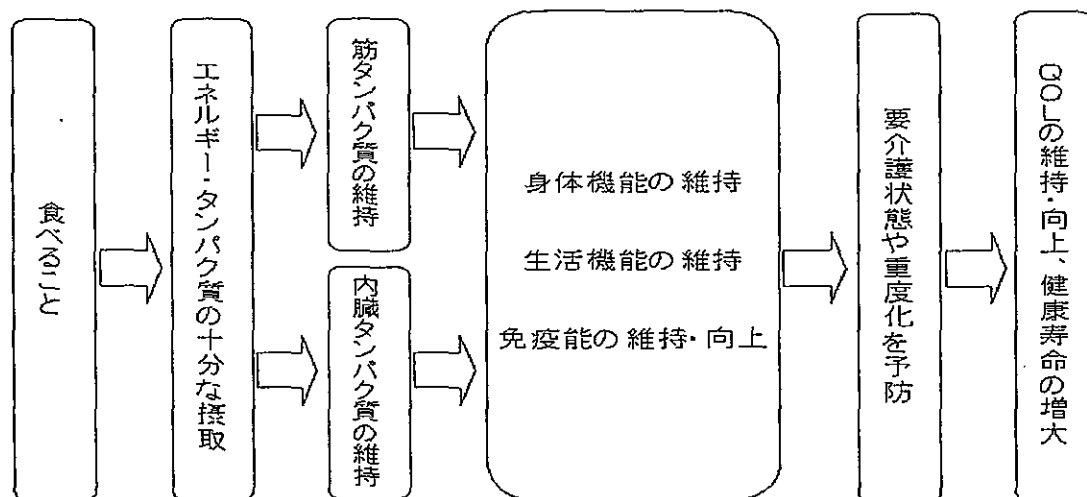 食べること
エネルギー・タンパク質の十分な摂取
筋タンパク質の維持
内臓タンパク質の維持
身体機能の維持
生活機能の維持
免疫能の維持・向上
要介護状態や重度化を予防
QOLの維持・向上、健康寿命の増大